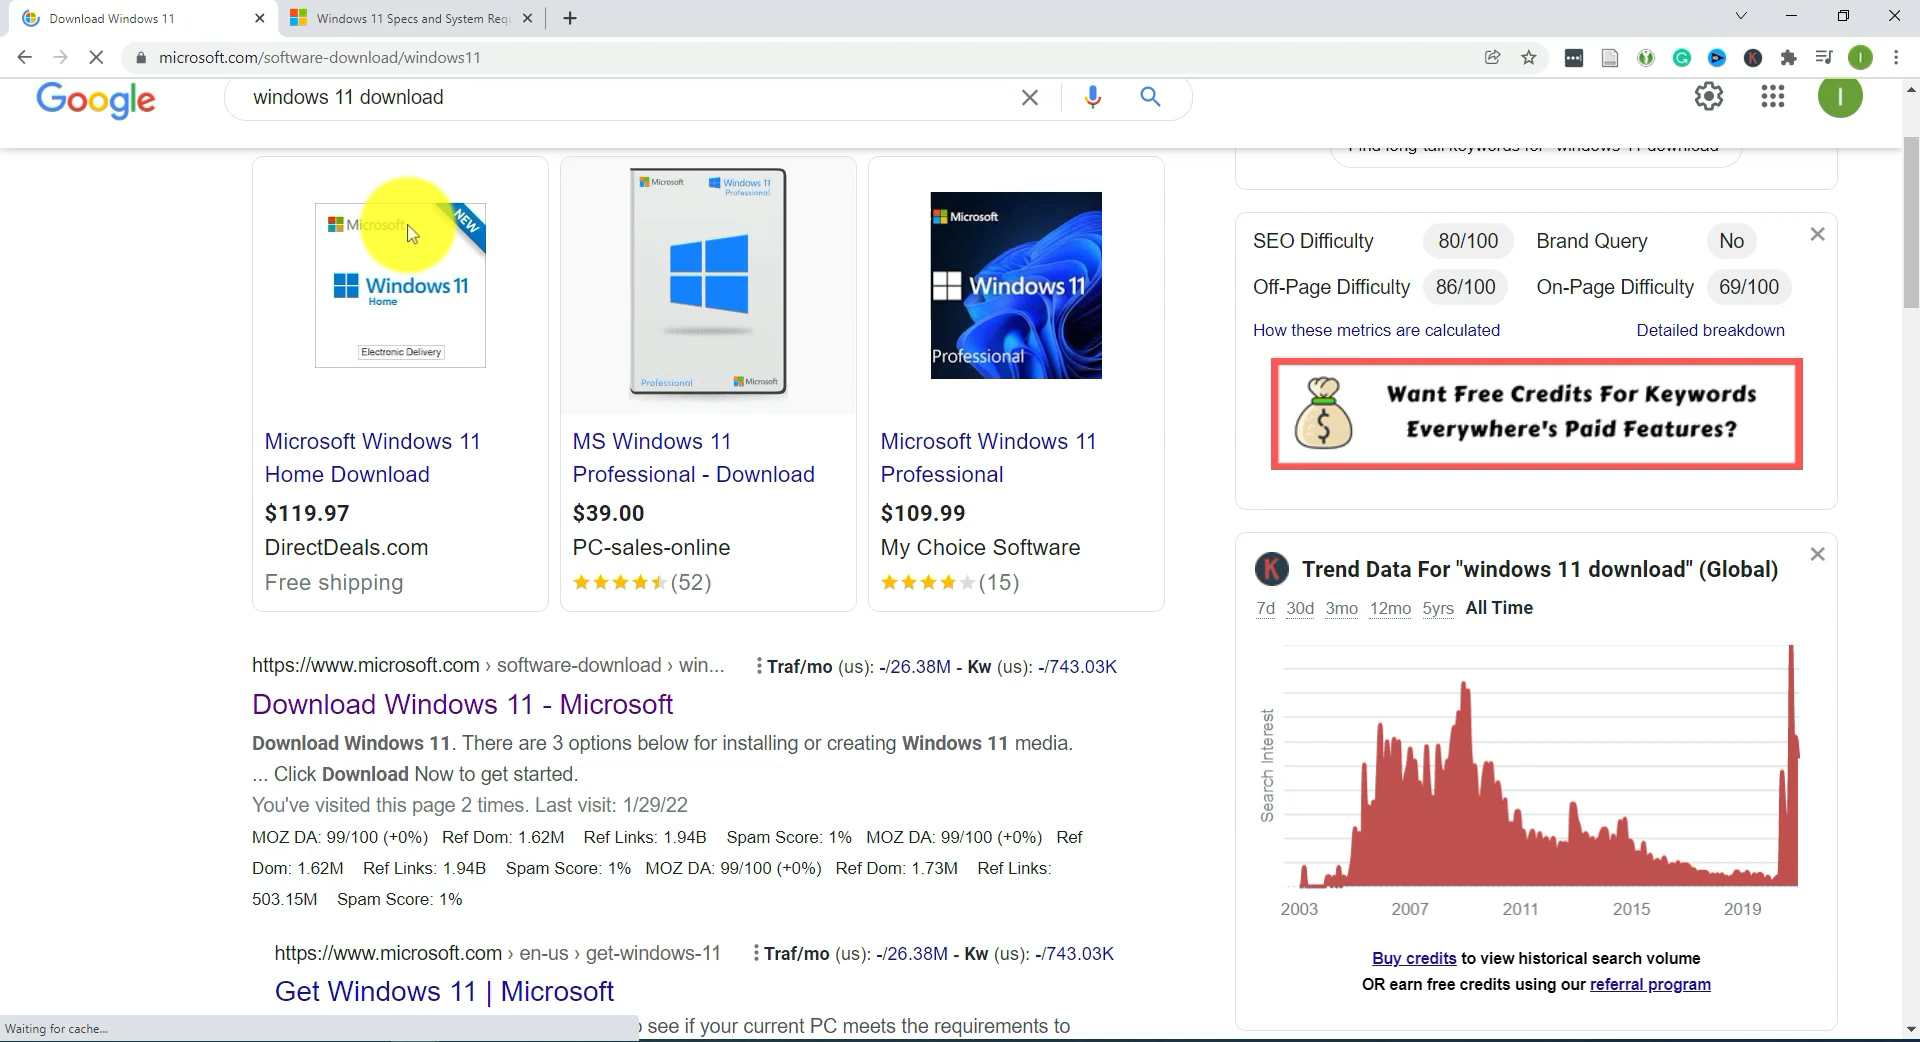 Download Windows 11
Windows 11 Specs and System Req
microsoft.com/software-download/windows11
I
Google
windows 11 download
I
Find long-tail keywords for "windows 11 download"
Microsoft
NEW
Windows 11
Home
Electronic Delivery
Microsoft
Windows 11
Professional
Professional
Microsoft
Microsoft
Windows 11
Professional
Microsoft Windows 11
Home Download
$119.97
DirectDeals.com
Free shipping
MS Windows 11
Professional - Download
$39.00
PC-sales-online
(52)
Microsoft Windows 11
Professional
$109.99
My Choice Software
(15)
SEO Difficulty 80/100 Brand Query No
Off-Page Difficulty 86/100 On-Page Difficulty 69/100
How these metrics are calculated Detailed breakdown
Want Free Credits For Keywords
Everywhere's Paid Features?
https://www.microsoft.com › software-download › win... Traf/mo (us): -/26.38M - Kw (us): -/743.03K
Download Windows 11 - Microsoft
Download Windows 11. There are 3 options below for installing or creating Windows 11 media.
... Click Download Now to get started.
You've visited this page 2 times. Last visit: 1/29/22
MOZ DA: 99/100 (+0%) Ref Dom: 1.62M Ref Links: 1.94B Spam Score: 1% MOZ DA: 99/100 (+0%) Ref
Dom: 1.62M Ref Links: 1.94B Spam Score: 1% MOZ DA: 99/100 (+0%) Ref Dom: 1.73M Ref Links:
503.15M Spam Score: 1%
https://www.microsoft.com › en-us › get-windows-11 Traf/mo (us): -/26.38M - Kw (us): -/743.03K
Get Windows 11 | Microsoft
see if your current PC meets the requirements to
K Trend Data For "windows 11 download" (Global)
7d 30d 3mo 12mo 5yrs All Time
Search Interest
2003 2007 2011 2015 2019
Buy credits to view historical search volume
OR earn free credits using our referral program
Waiting for cache...